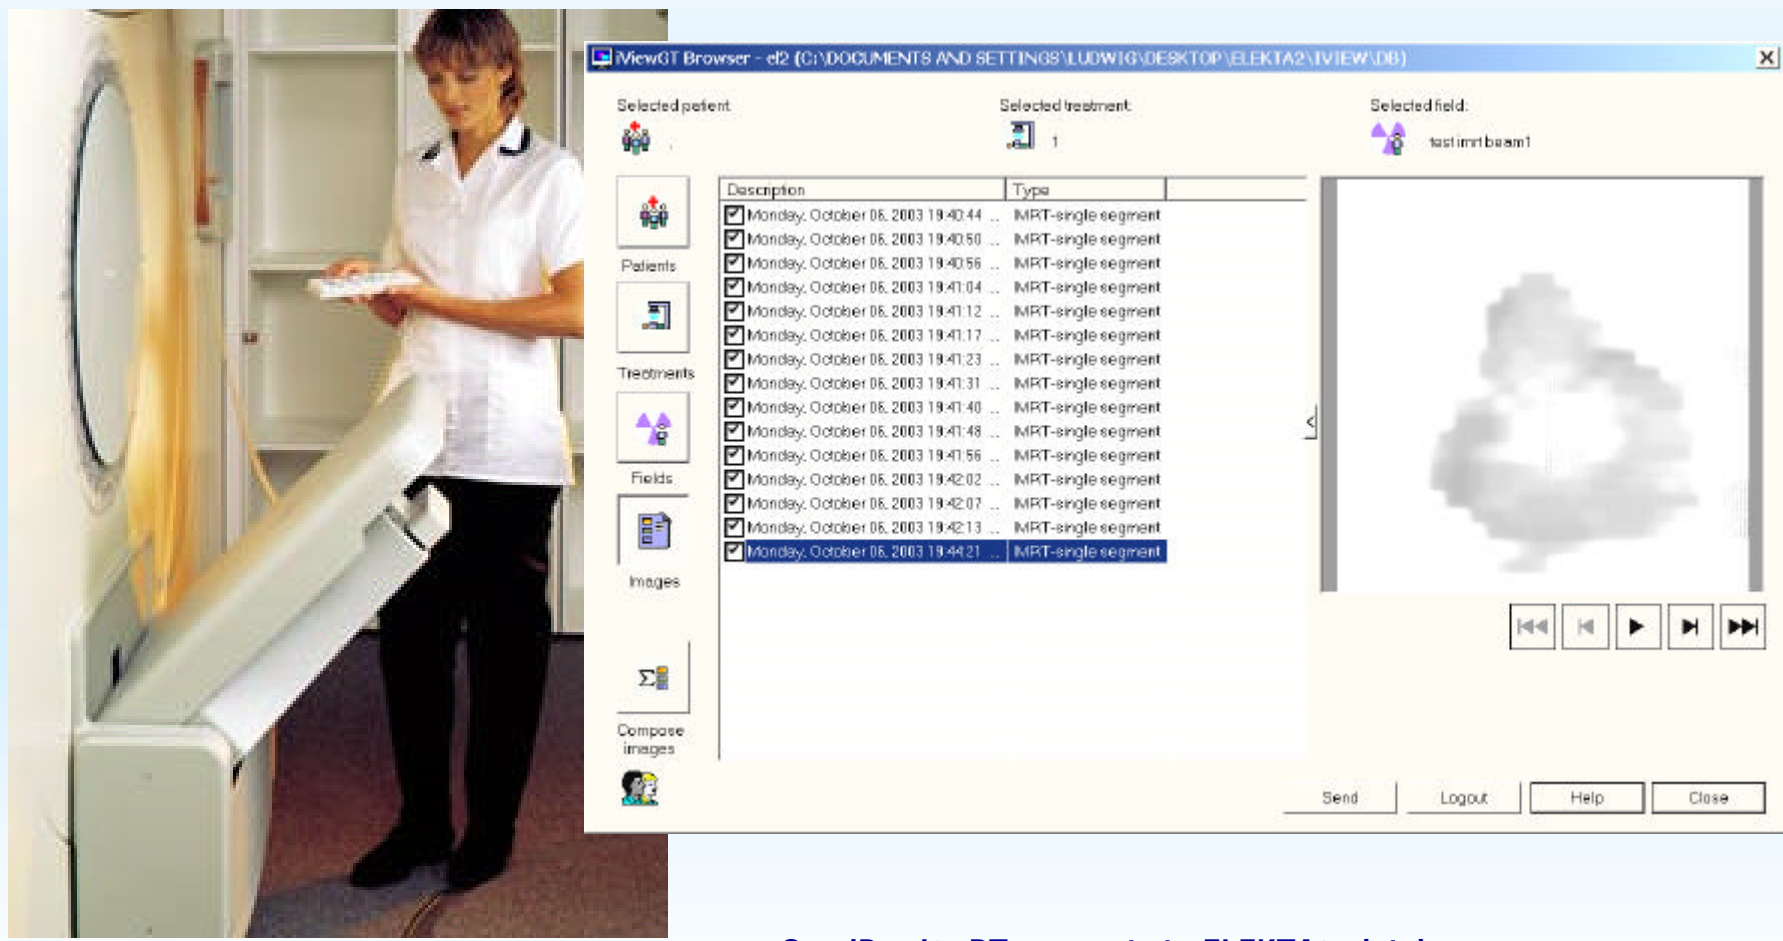 iViewGT Browser - el2 (C:\DOCUMENTS AND SETTINGS\LUDWIG\DESKTOP\ELEKTA2\IVIEW\DB)
Selected patient: Selected treatment: Selected field:
. 1 test imrt beam1
Description Type
Monday, October 06, 2003 19:40:44 ... IMRT-single segment
Monday, October 06, 2003 19:40:50 ... IMRT-single segment
Monday, October 06, 2003 19:40:56 ... IMRT-single segment
Monday, October 06, 2003 19:41:04 ... IMRT-single segment
Monday, October 06, 2003 19:41:12 ... IMRT-single segment
Monday, October 06, 2003 19:41:17 ... IMRT-single segment
Monday, October 06, 2003 19:41:23 ... IMRT-single segment
Monday, October 06, 2003 19:41:31 ... IMRT-single segment
Monday, October 06, 2003 19:41:40 ... IMRT-single segment
Monday, October 06, 2003 19:41:48 ... IMRT-single segment
Monday, October 06, 2003 19:41:56 ... IMRT-single segment
Monday, October 06, 2003 19:42:02 ... IMRT-single segment
Monday, October 06, 2003 19:42:07 ... IMRT-single segment
Monday, October 06, 2003 19:42:13 ... IMRT-single segment
Monday, October 06, 2003 19:44:21 ... IMRT-single segment
Patients
Treatments
Fields
Images
Σ
Compose
images
Send Logout Help Close